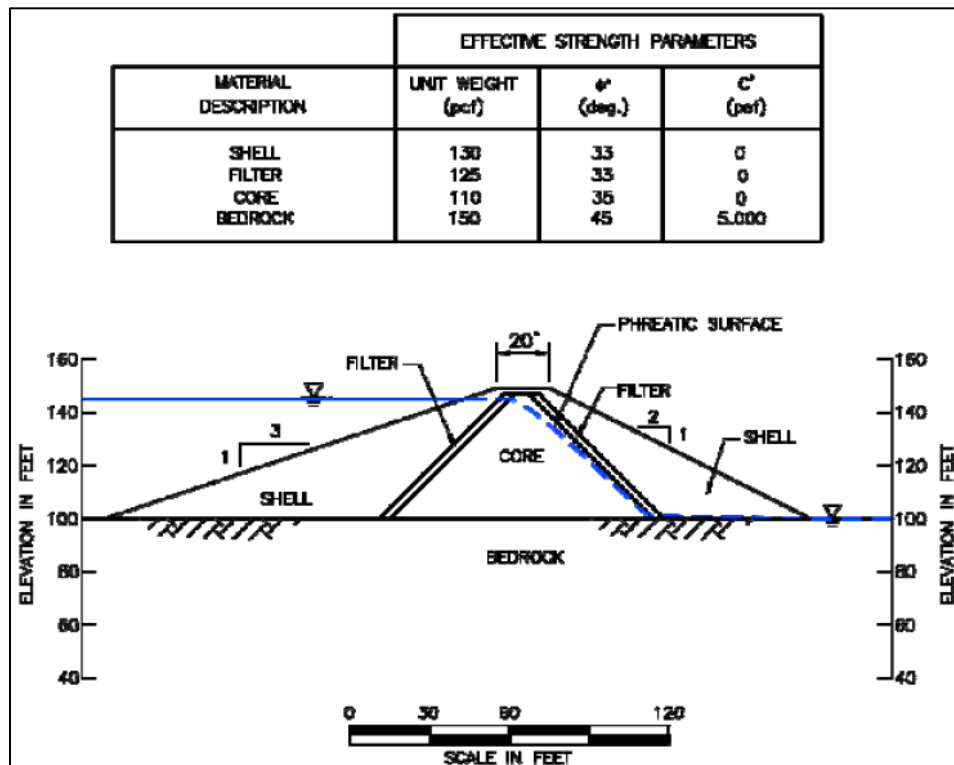 EFFECTIVE STRENGTH PARAMETERS
MATERIAL DESCRIPTION
UNIT WEIGHT (pcf)
ϕ' (deg.)
C' (psf)
SHELL 130 33 0
FILTER 125 33 0
CORE 110 35 0
BEDROCK 150 45 5.000
PHREATIC SURFACE
20'
FILTER
FILTER
160
140
120
100
80
60
40
ELEVATION IN FEET
3
1
SHELL
CORE
2
1
SHELL
BEDROCK
160
140
120
100
80
60
40
ELEVATION IN FEET
0 30 60 120
SCALE IN FEET